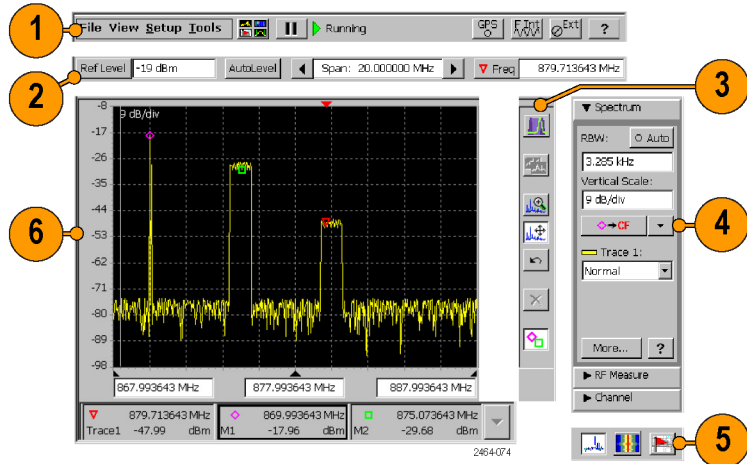 1
File View Setup Tools
Running
GPS
F Int
Ext
?
2
Ref Level
-19 dBm
AutoLevel
Span: 20.000000 MHz
Freq
879.713643 MHz
3
-8
9 dB/div
-17
-26
-35
-44
-53
-62
-71
-80
-89
-98
6
867.993643 MHz
877.993643 MHz
887.993643 MHz
879.713643 MHz
Trace1 -47.99 dBm
869.993643 MHz
M1 -17.96 dBm
875.073643 MHz
M2 -29.68 dBm
Spectrum
RBW:
Auto
3.285 kHz
Vertical Scale:
9 dB/div
→CF
4
Trace 1:
Normal
More...
?
RF Measure
Channel
5
2464-074